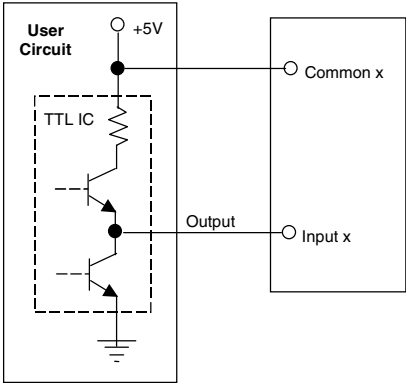 User
Circuit
+5V
Common x
TTL IC
Output
Input x